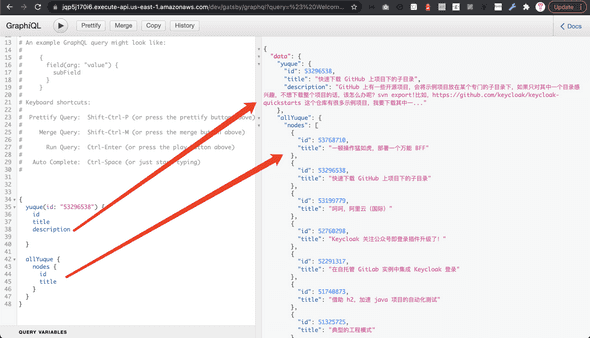 jqp5j170i6.execute-api.us-east-1.amazonaws.com/dev/gatsby/graphql?query=%23%20Welcom...
Update
GraphiQL
Prettify
Merge
Copy
History
Docs
13 # An example GraphQL query might look like:
14 #
15 # {
16 # field(arg: "value") {
17 # subField
18 # }
19 # }
20 #
21 # Keyboard shortcuts:
22 #
23 # Prettify Query: Shift-Ctrl-P (or press the prettify button above)
24 #
25 # Merge Query: Shift-Ctrl-M (or press the merge button above)
26 #
27 # Run Query: Ctrl-Enter (or press the play button above)
28 #
29 # Auto Complete: Ctrl-Space (or just start typing)
30 #
31
32
33
34 {
35 yuque(id: "53296538") {
36 id
37 title
38 description
39
40 }
41
42 allYuque {
43 nodes {
44 id
45 title
46 }
47 }
48 }
QUERY VARIABLES
{
"data": {
"yuque": {
"id": 53296538,
"title": "快速下载 GitHub 上项目下的子目录",
"description": "GitHub 上有些开源项目,会将示例项目放在某个专门的子目录下,如果只对其中一个目录感
兴趣,不想下载整个项目的话,该怎么办呢? svn export!比如,https://github.com/keycloak/keycloak-
quickstarts 这个仓库有很多示例项目,我要下载其中一..."
},
"allYuque": {
"nodes": [
{
"id": 53768710,
"title": "一顿操作猛如虎,部署一个万能 BFF"
},
{
"id": 53296538,
"title": "快速下载 GitHub 上项目下的子目录"
},
{
"id": 53199779,
"title": "呵呵,阿里云(国际)"
},
{
"id": 52760298,
"title": "Keycloak 关注公众号即登录插件升级了!"
},
{
"id": 52291317,
"title": "在自托管 GitLab 实例中集成 Keycloak 登录"
},
{
"id": 51740873,
"title": "借助 h2, 加速 java 项目的自动化测试"
},
{
"id": 51325725,
"title": "典型的工程模式"